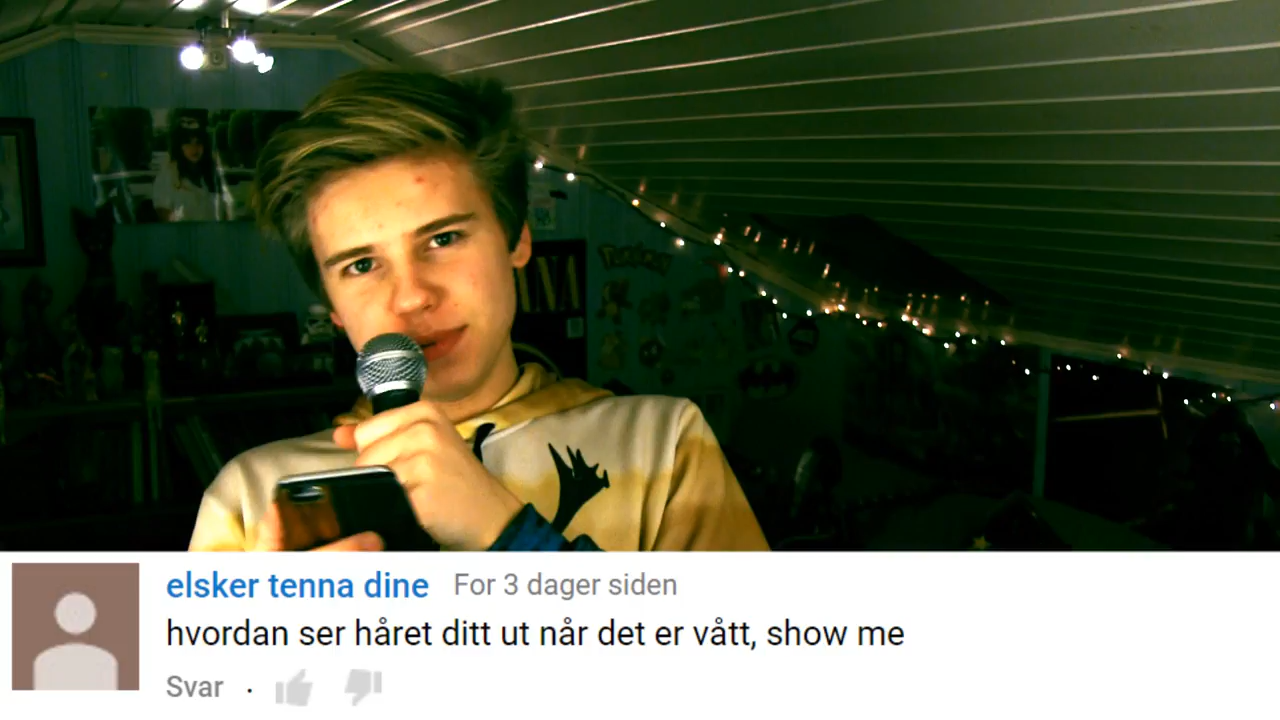 elsker tenna dine For 3 dager siden
hvordan ser håret ditt ut når det er vått, show me
Svar ·